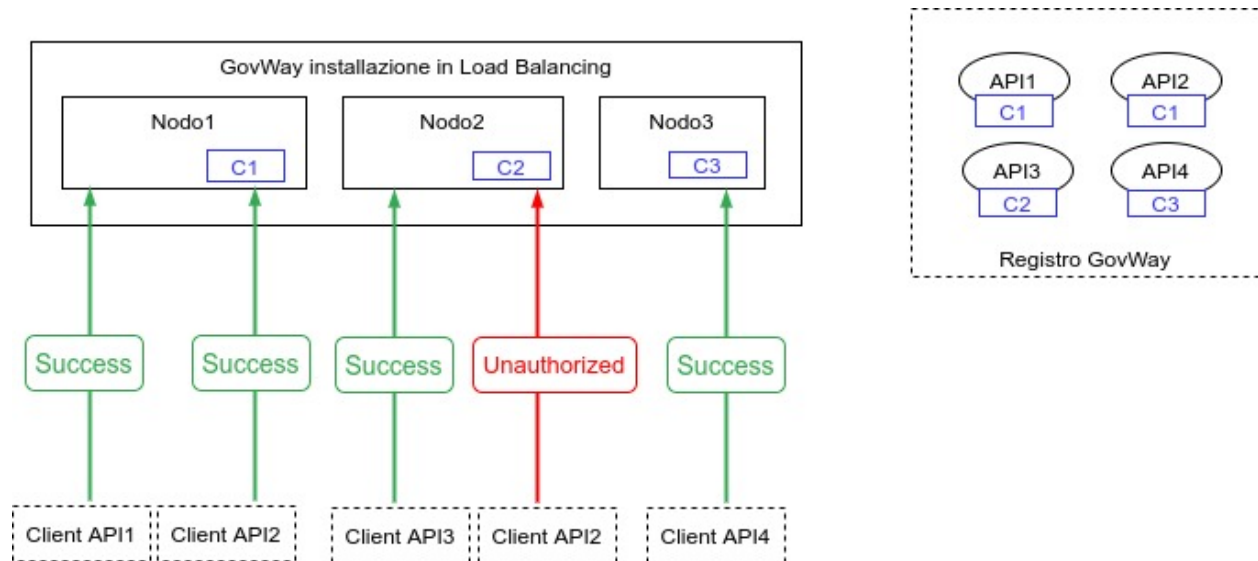 GovWay installazione in Load Balancing
Nodo1
C1
Nodo2
C2
Nodo3
C3
Success
Success
Success
Unauthorized
Success
Client API1
Client API2
Client API3
Client API2
Client API4
API1
C1
API2
C1
API3
C2
API4
C3
Registro GovWay